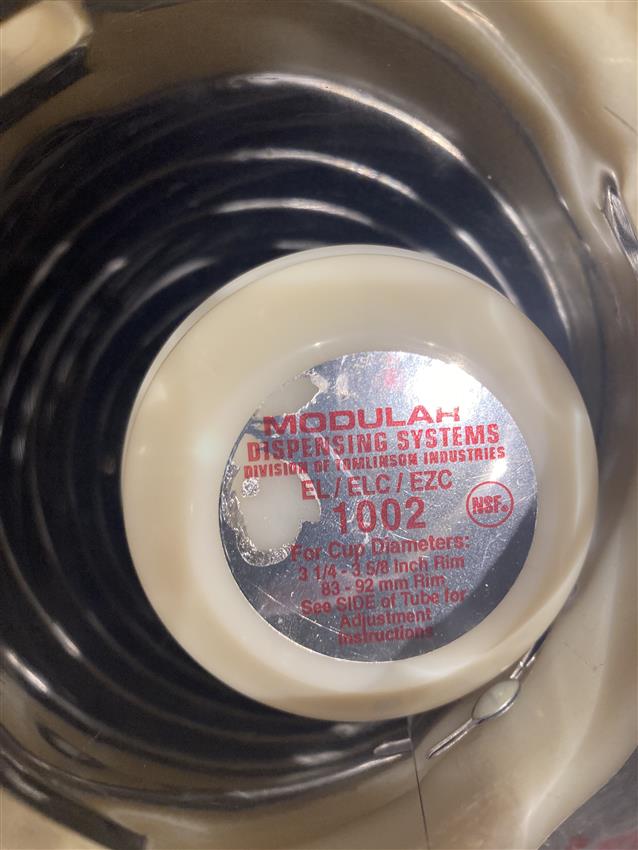 MODULAR
DISPENSING SYSTEMS
DIVISION OF TOMLINSON INDUSTRIES
EL / ELC / EZC
1002
NSF®
For Cup Diameters:
3 1/4 - 3 5/8 Inch Rim
83 - 92 mm Rim
See SIDE of Tube for
Adjustment
Instructions